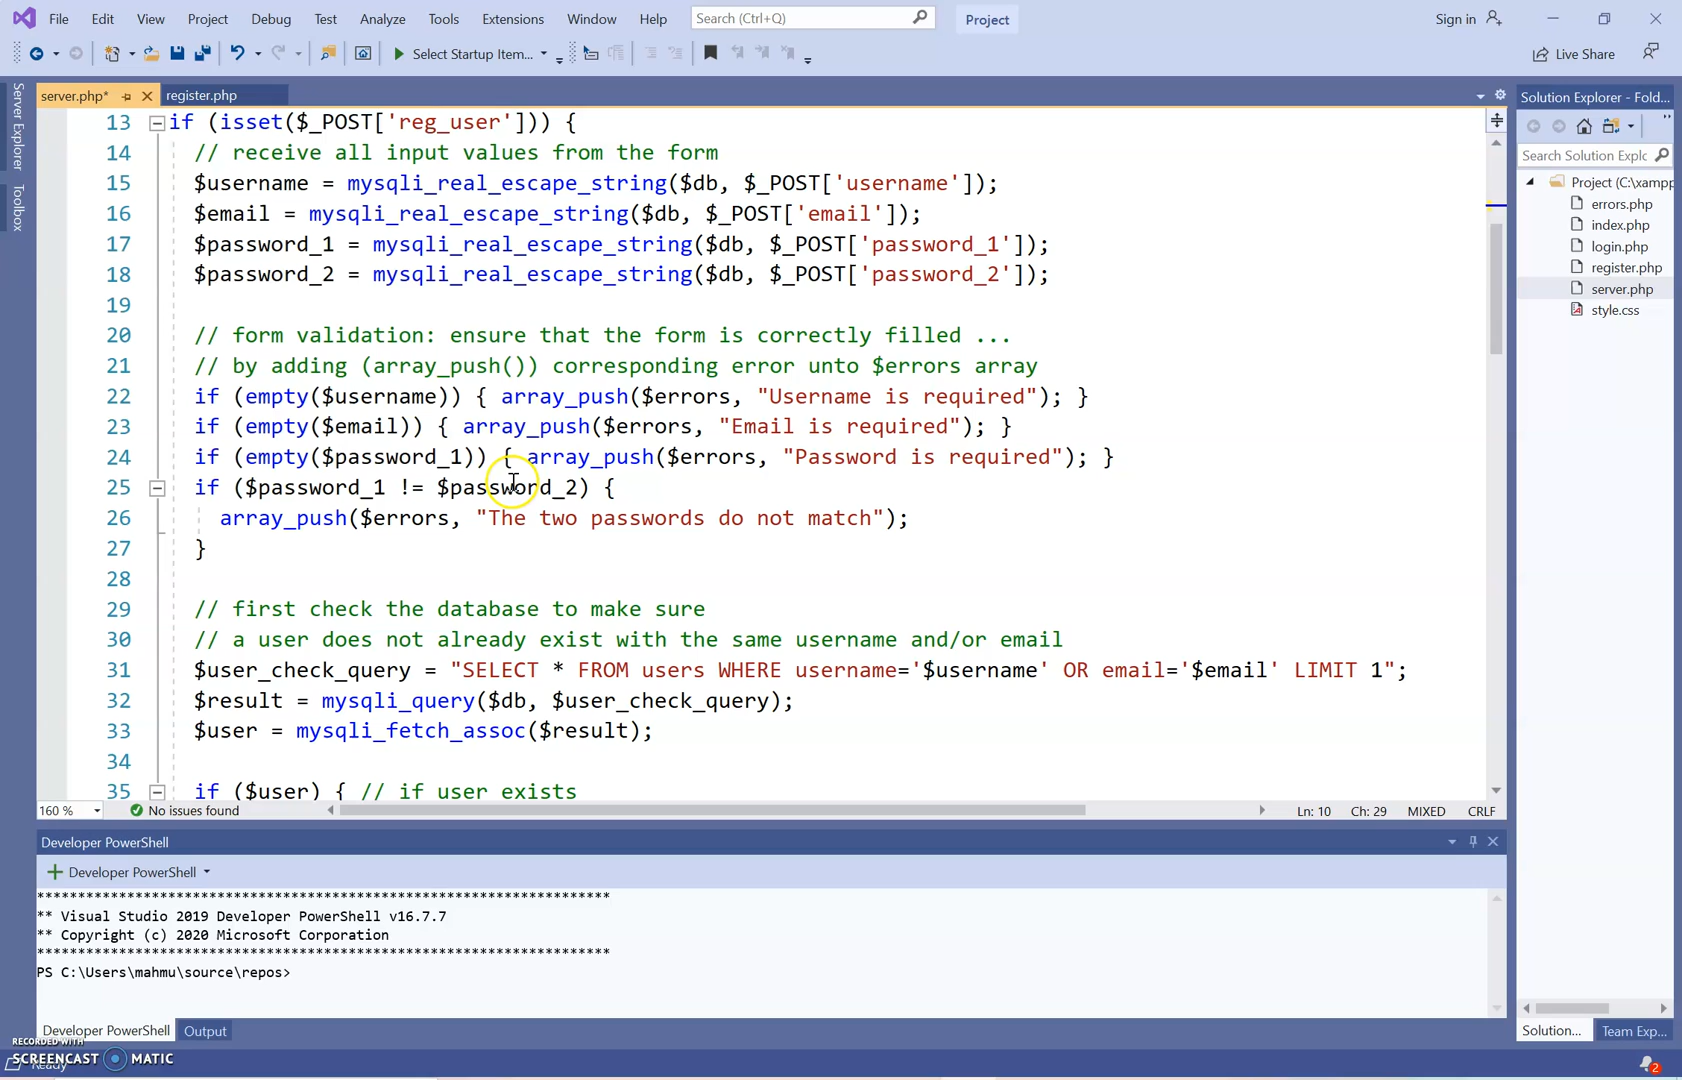 File Edit View Project Debug Test Analyze Tools Extensions Window Help Search (Ctrl+Q) Project Sign in
Select Startup Item... Live Share
server.php* register.php
Server Explorer
Toolbox
13 if (isset($_POST['reg_user'])) {
14 // receive all input values from the form
15 $username = mysqli_real_escape_string($db, $_POST['username']);
16 $email = mysqli_real_escape_string($db, $_POST['email']);
17 $password_1 = mysqli_real_escape_string($db, $_POST['password_1']);
18 $password_2 = mysqli_real_escape_string($db, $_POST['password_2']);
19
20 // form validation: ensure that the form is correctly filled ...
21 // by adding (array_push()) corresponding error unto $errors array
22 if (empty($username)) { array_push($errors, "Username is required"); }
23 if (empty($email)) { array_push($errors, "Email is required"); }
24 if (empty($password_1)) { array_push($errors, "Password is required"); }
25 if ($password_1 != $password_2) {
26 array_push($errors, "The two passwords do not match");
27 }
28
29 // first check the database to make sure
30 // a user does not already exist with the same username and/or email
31 $user_check_query = "SELECT * FROM users WHERE username='$username' OR email='$email' LIMIT 1";
32 $result = mysqli_query($db, $user_check_query);
33 $user = mysqli_fetch_assoc($result);
34
35 if ($user) { // if user exists
160 % No issues found Ln: 10 Ch: 29 MIXED CRLF
Solution Explorer - Fold...
Search Solution Explc
Project (C:\xampp
errors.php
index.php
login.php
register.php
server.php
style.css
Developer PowerShell
Developer PowerShell
**********************************************************************
** Visual Studio 2019 Developer PowerShell v16.7.7
** Copyright (c) 2020 Microsoft Corporation
**********************************************************************
PS C:\Users\mahmu\source\repos>
Developer PowerShell Output
Solution... Team Exp...
RECORDED WITH
SCREENCAST MATIC
Ready
2